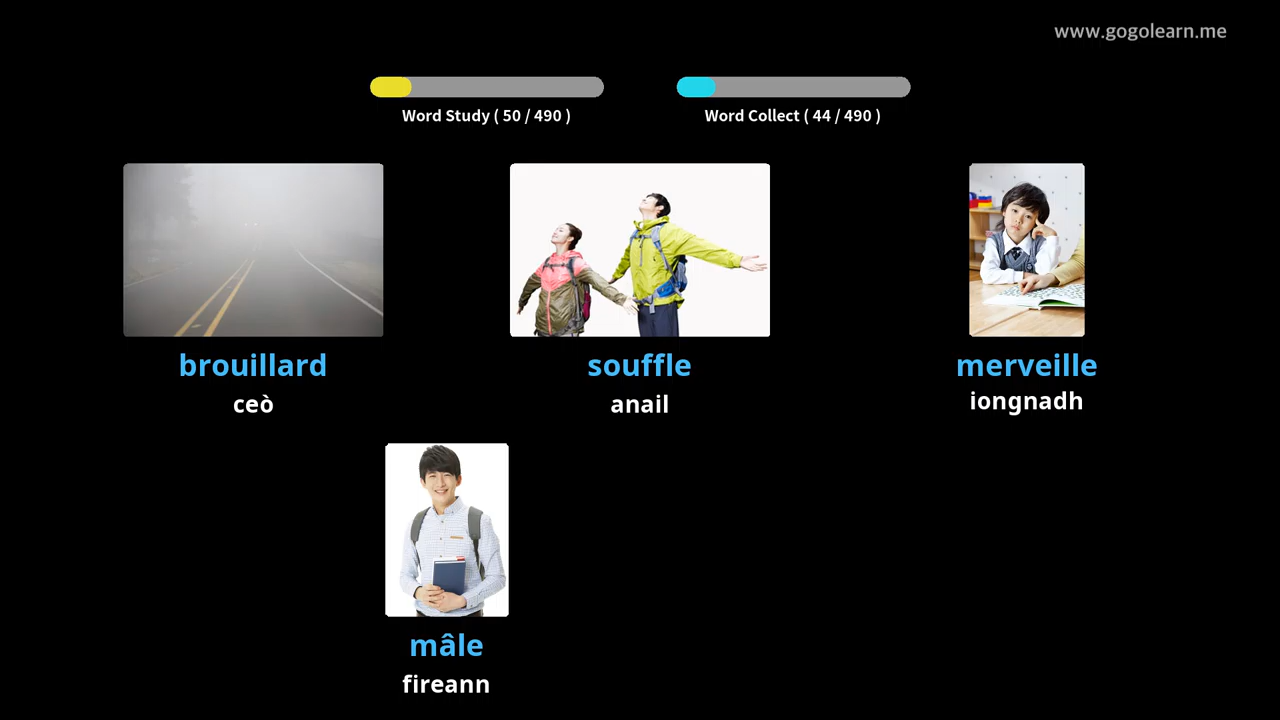 www.gogolearn.me
Word Study ( 50 / 490 )
Word Collect ( 44 / 490 )
brouillard
ceò
souffle
anail
merveille
iongnadh
mâle
fireann